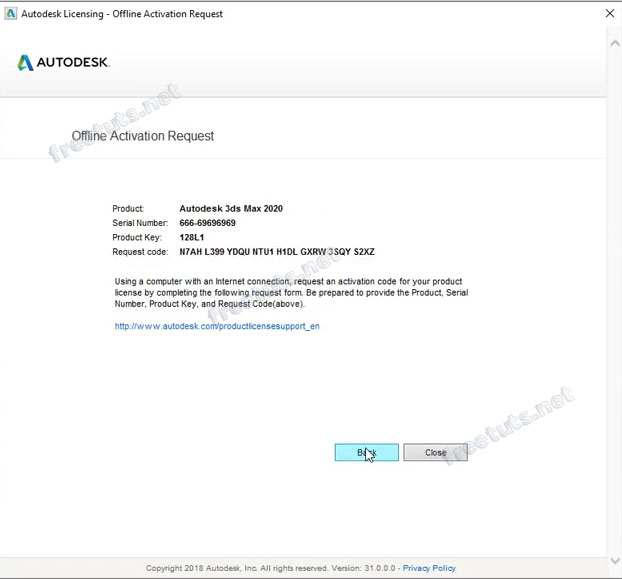 Autodesk Licensing - Offline Activation Request
AUTODESK.
freetuts.net
Offline Activation Request
Product: Autodesk 3ds Max 2020
Serial Number: 666-69696969
Product Key: 128L1
Request code: N7AH L399 YDQU NTU1 H1DL GXRW 3SQY S2XZ
Using a computer with an Internet connection, request an activation code for your product
license by completing the following request form. Be prepared to provide the Product, Serial
Number, Product Key, and Request Code(above).
freetuts.net
http://www.autodesk.com/productlicensesupport_en
freetuts.net
Back Close
Copyright 2018 Autodesk, Inc. All rights reserved. Version: 31.0.0.0 - Privacy Policy